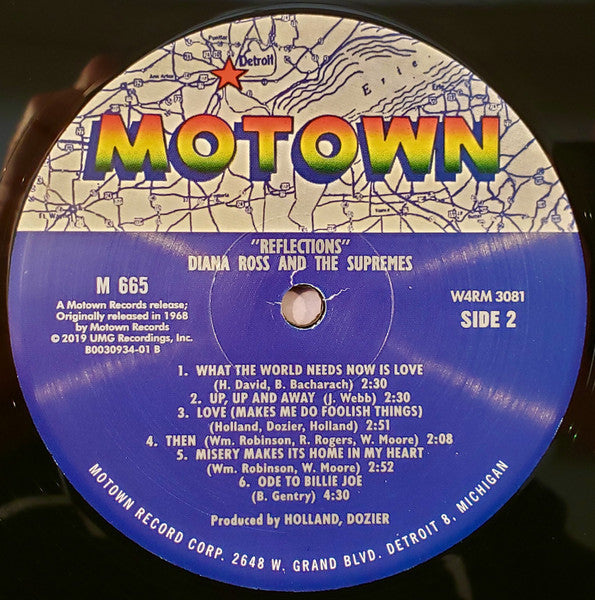 Detroit
Erie
MOTOWN
"REFLECTIONS"
DIANA ROSS AND THE SUPREMES
M 665
A Motown Records release;
Originally released in 1968
by Motown Records
© 2019 UMG Recordings, Inc.
B0030934-01 B
W4RM 3081
SIDE 2
1. WHAT THE WORLD NEEDS NOW IS LOVE
(H. David, B. Bacharach) 2:30
2. UP, UP AND AWAY (J. Webb) 2:30
3. LOVE (MAKES ME DO FOOLISH THINGS)
(Holland, Dozier, Holland) 2:51
4. THEN (Wm. Robinson, R. Rogers, W. Moore) 2:08
5. MISERY MAKES ITS HOME IN MY HEART
(Wm. Robinson, W. Moore) 2:52
6. ODE TO BILLIE JOE
(B. Gentry) 4:30
Produced by HOLLAND, DOZIER
MOTOWN RECORD CORP. 2648 W. GRAND BLVD. DETROIT 8, MICHIGAN